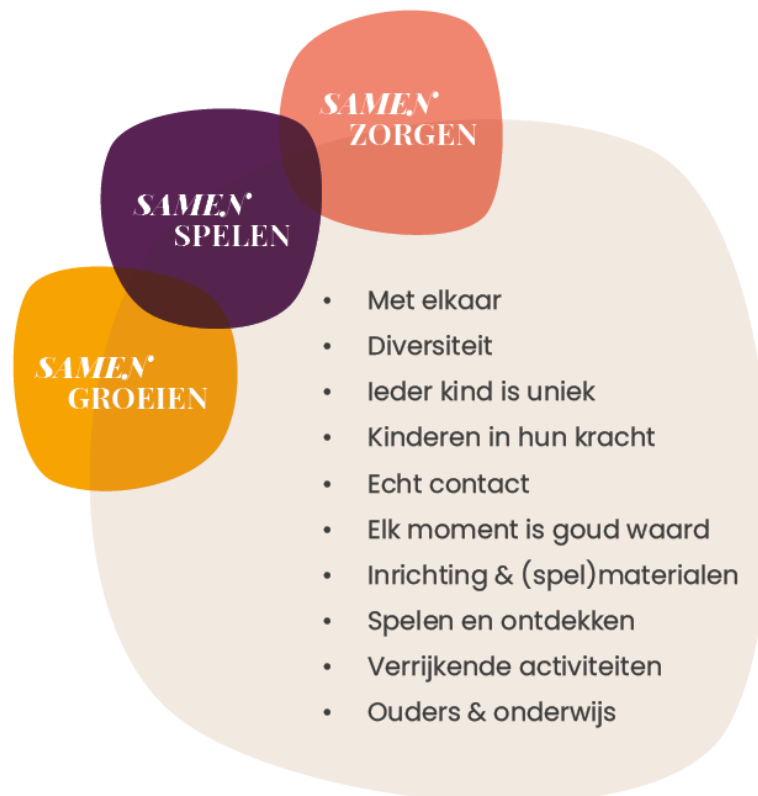 SAMEN
ZORGEN
SAMEN
SPELEN
SAMEN
GROEIEN
• Met elkaar
• Diversiteit
• Ieder kind is uniek
• Kinderen in hun kracht
• Echt contact
• Elk moment is goud waard
• Inrichting & (spel)materialen
• Spelen en ontdekken
• Verrijkende activiteiten
• Ouders & onderwijs